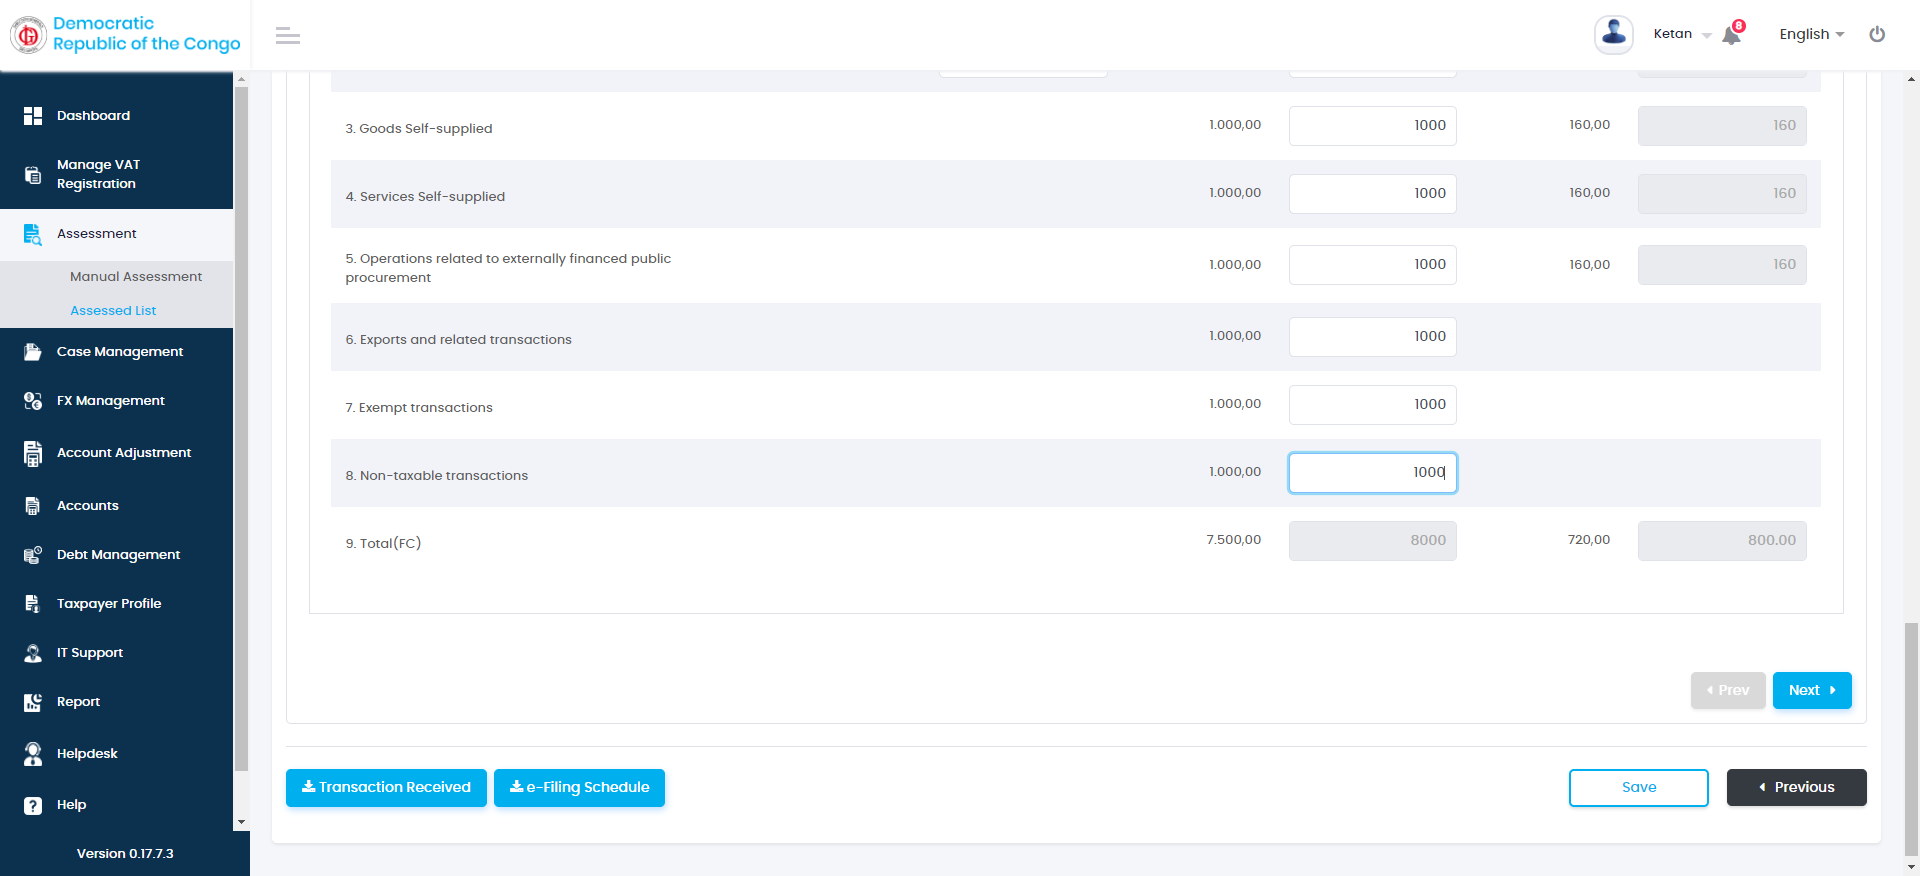 Democratic
Republic of the Congo
Ketan
8
English
Dashboard
Manage VAT
Registration
Assessment
Manual Assessment
Assessed List
Case Management
FX Management
Account Adjustment
Accounts
Debt Management
Taxpayer Profile
IT Support
Report
Helpdesk
Help
Version 0.17.7.3
3. Goods Self-supplied 1.000,00 1000 160,00 160
4. Services Self-supplied 1.000,00 1000 160,00 160
5. Operations related to externally financed public
procurement 1.000,00 1000 160,00 160
6. Exports and related transactions 1.000,00 1000
7. Exempt transactions 1.000,00 1000
8. Non-taxable transactions 1.000,00 1000
9. Total(FC) 7.500,00 8000 720,00 800.00
Prev Next
Transaction Received e-Filing Schedule Save Previous